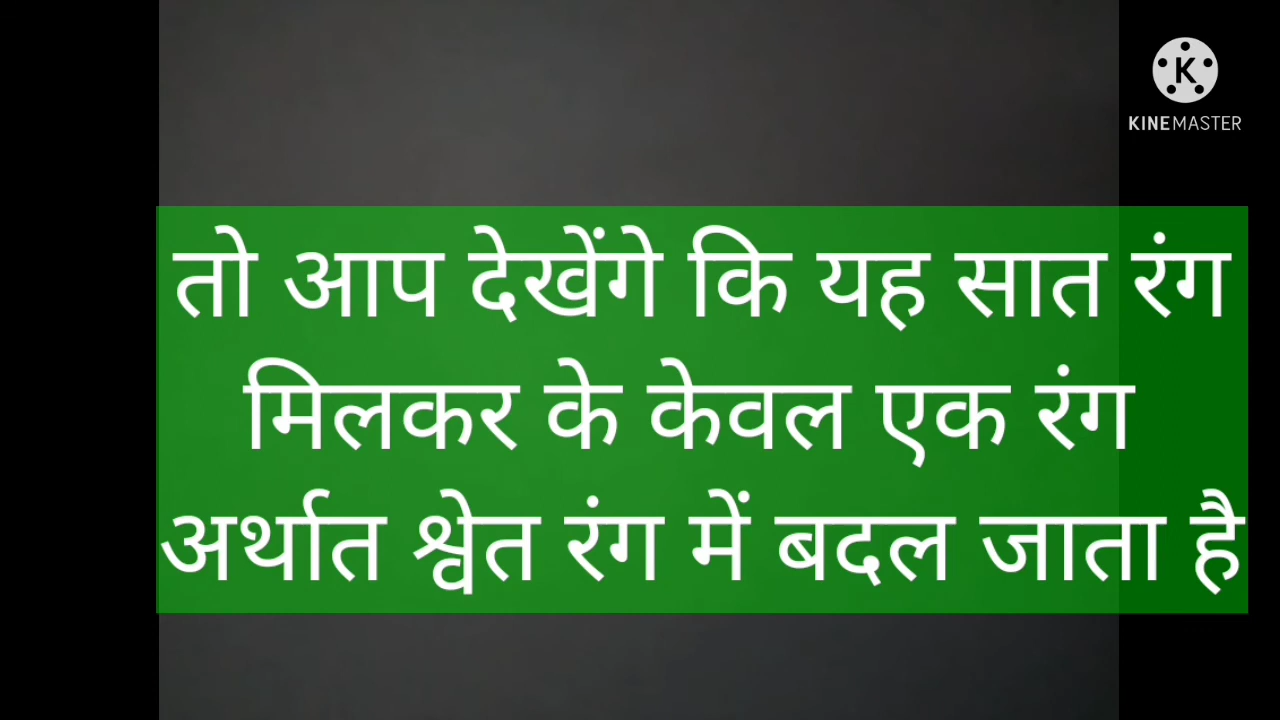 KINEMASTER
तो आप देखेंगे कि यह सात रंग
मिलकर के केवल एक रंग
अर्थात श्वेत रंग में बदल जाता है